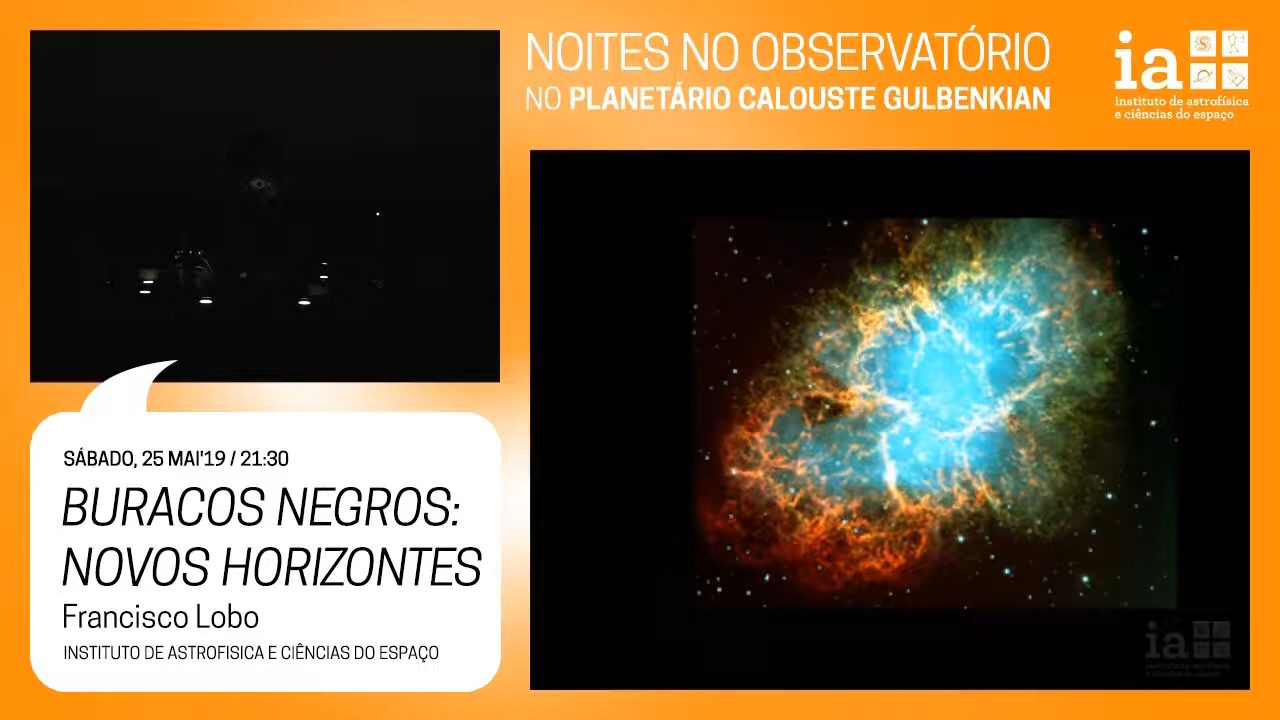 NOITES NO OBSERVATÓRIO
NO PLANETÁRIO CALOUSTE GULBENKIAN
ia
instituto de astrofísica
e ciências do espaço
SÁBADO, 25 MAI'19 / 21:30
BURACOS NEGROS:
NOVOS HORIZONTES
Francisco Lobo
INSTITUTO DE ASTROFISICA E CIÊNCIAS DO ESPAÇO
ia